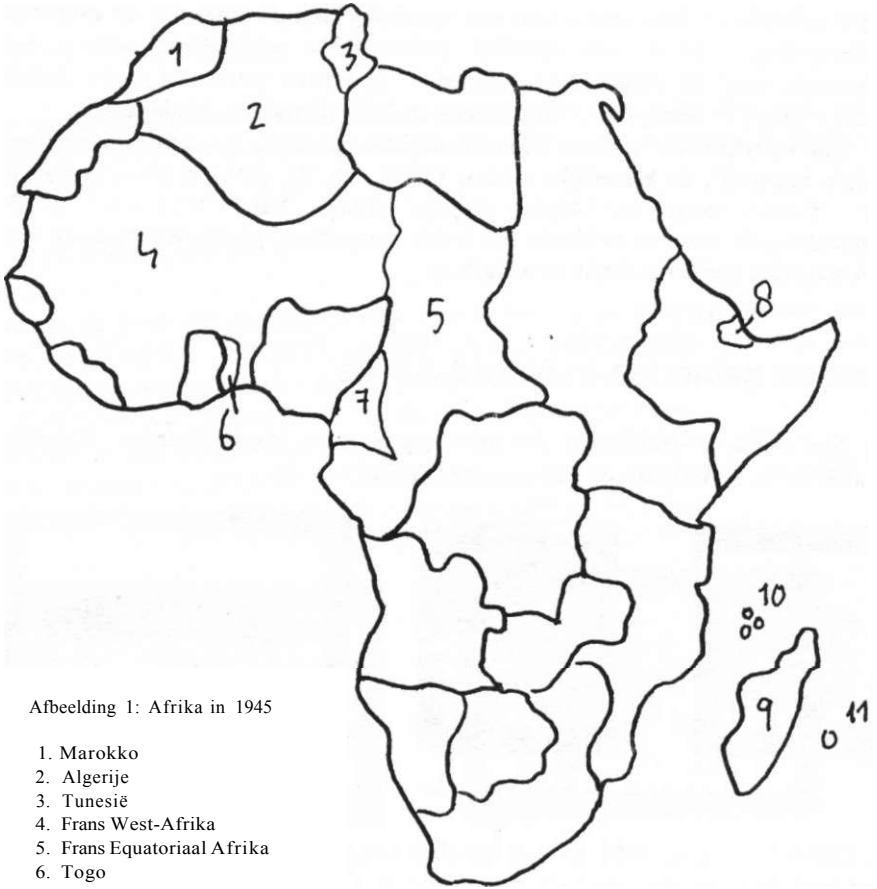 1
3
2
4
5
8
7
6
10
9
11
Afbeelding 1: Afrika in 1945
1. Marokko
2. Algerije
3. Tunesië
4. Frans West-Afrika
5. Frans Equatoriaal Afrika
6. Togo